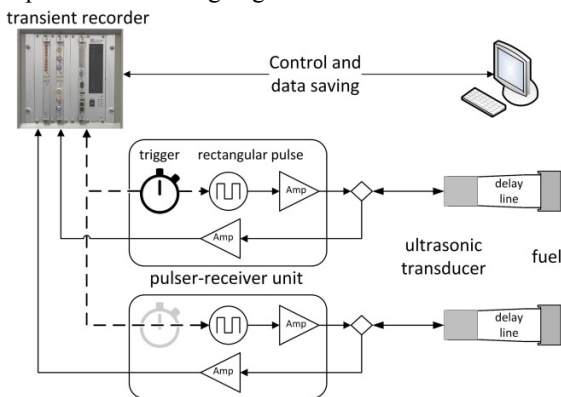 transient recorder
Control and
data saving
trigger
rectangular pulse
Amp
delay
line
Amp
ultrasonic
transducer
fuel
pulser-receiver unit
Amp
delay
line
Amp